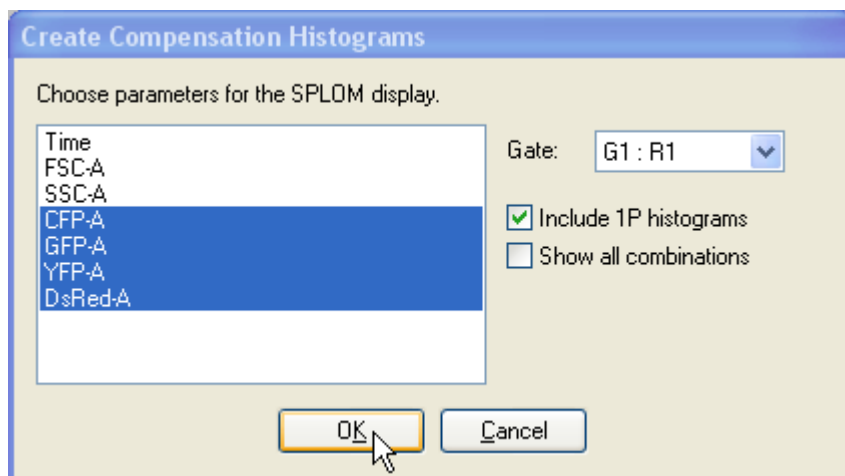 Create Compensation Histograms
Choose parameters for the SPLOM display.
Time
FSC-A
SSC-A
CFP-A
GFP-A
YFP-A
DsRed-A
Gate:
G1 : R1
Include 1P histograms
Show all combinations
OK
Cancel